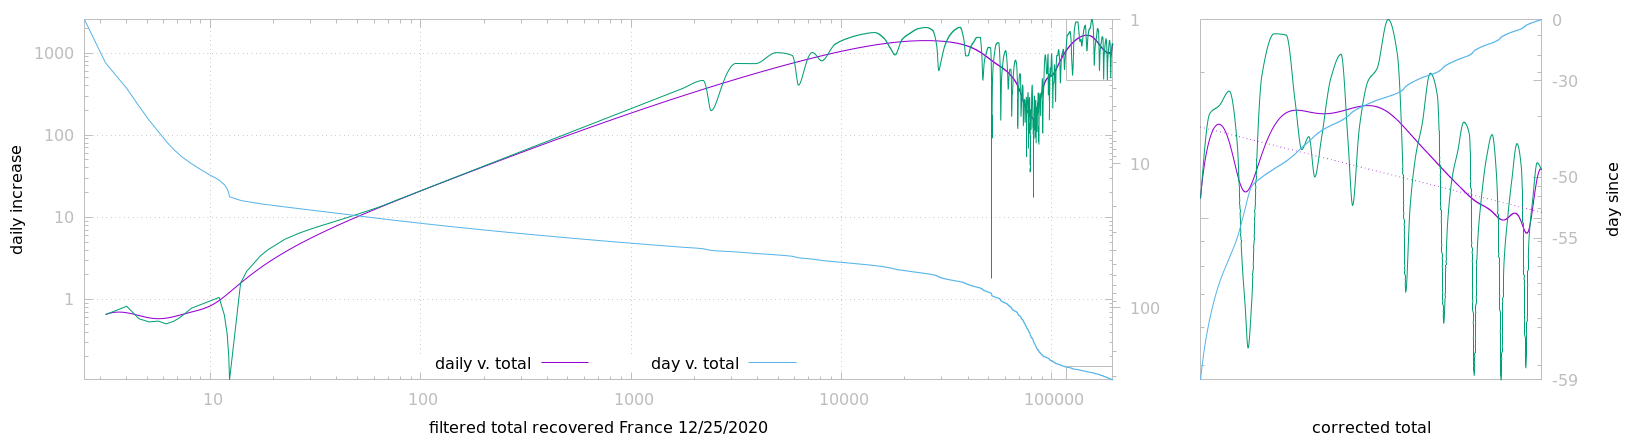 daily increase
1000
100
10
1
10
100
1000
10000
100000
filtered total recovered France 12/25/2020
daily v. total
day v. total
1
10
100
0
-30
-50
-55
-59
day since
corrected total